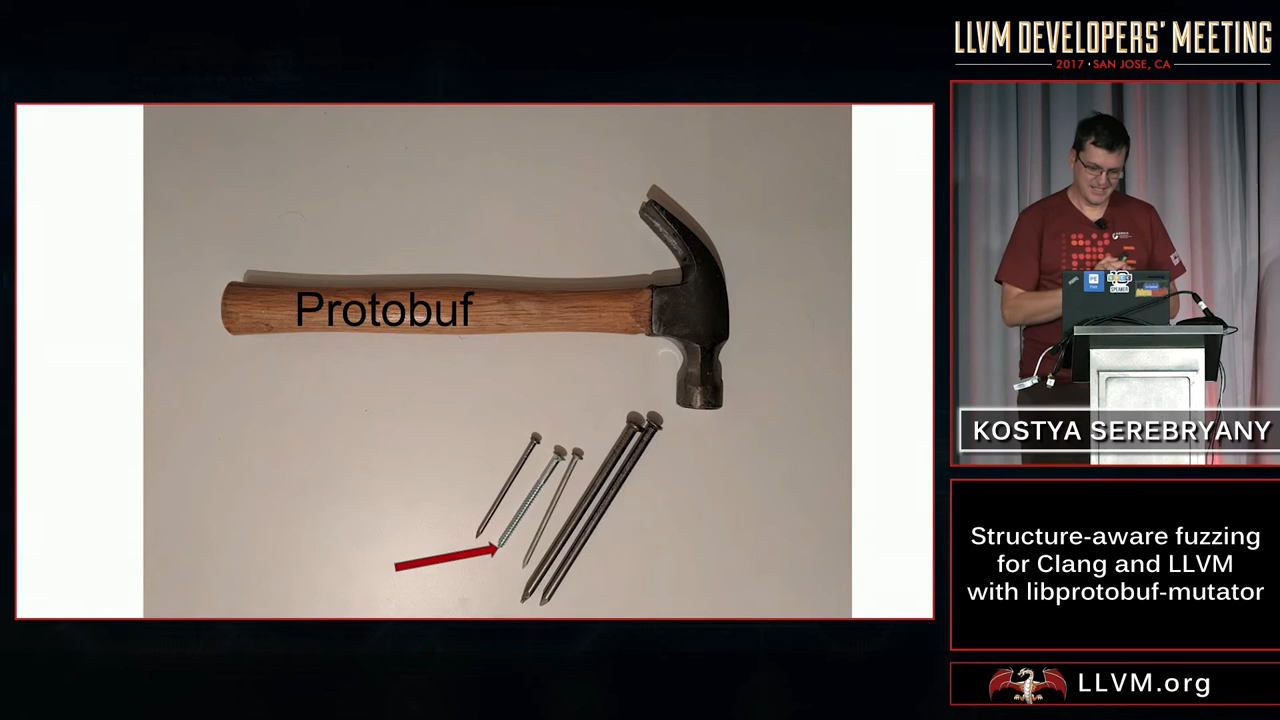 LLVM DEVELOPERS' MEETING
2017 · SAN JOSE, CA
Protobuf
SPEAKER
KOSTYA SEREBRYANY
Structure-aware fuzzing
for Clang and LLVM
with libprotobuf-mutator
LLVM.org